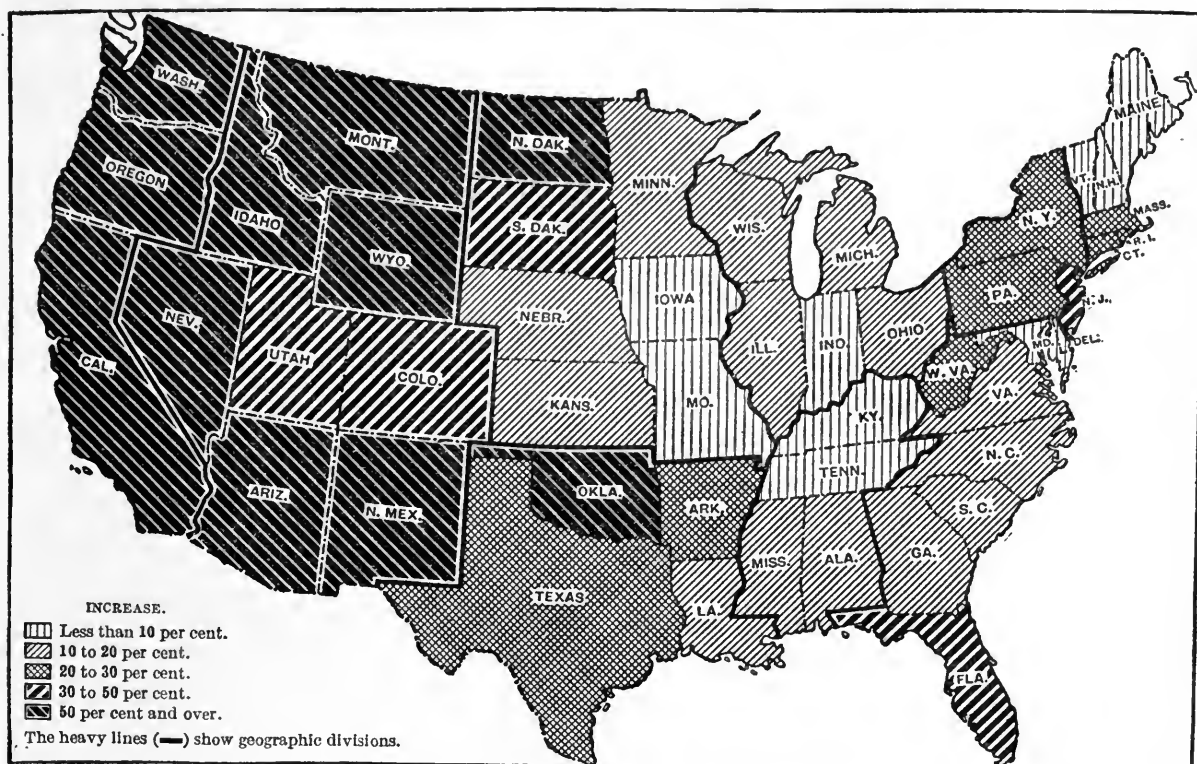 WASH.
MONT.
N. DAK.
MINN.
MAINE
OREGON
IDAHO
S. DAK.
WIS.
MICH.
N. Y.
VT.
N.H.
MASS.
R. I.
CT.
WYO.
IOWA
PA.
N. J.
NEBR.
NEV.
UTAH
COLO.
ILL.
INO.
OHIO
MD.
DEL.
W. VA.
CAL.
KANS.
MO.
KY.
VA.
TENN.
N. C.
ARIZ.
N. MEX.
OKLA.
ARK.
S. C.
MISS.
ALA.
GA.
TEXAS
LA.
FLA.
INCREASE.
Less than 10 per cent.
10 to 20 per cent.
20 to 30 per cent.
30 to 50 per cent.
50 per cent and over.
The heavy lines (▬) show geographic divisions.